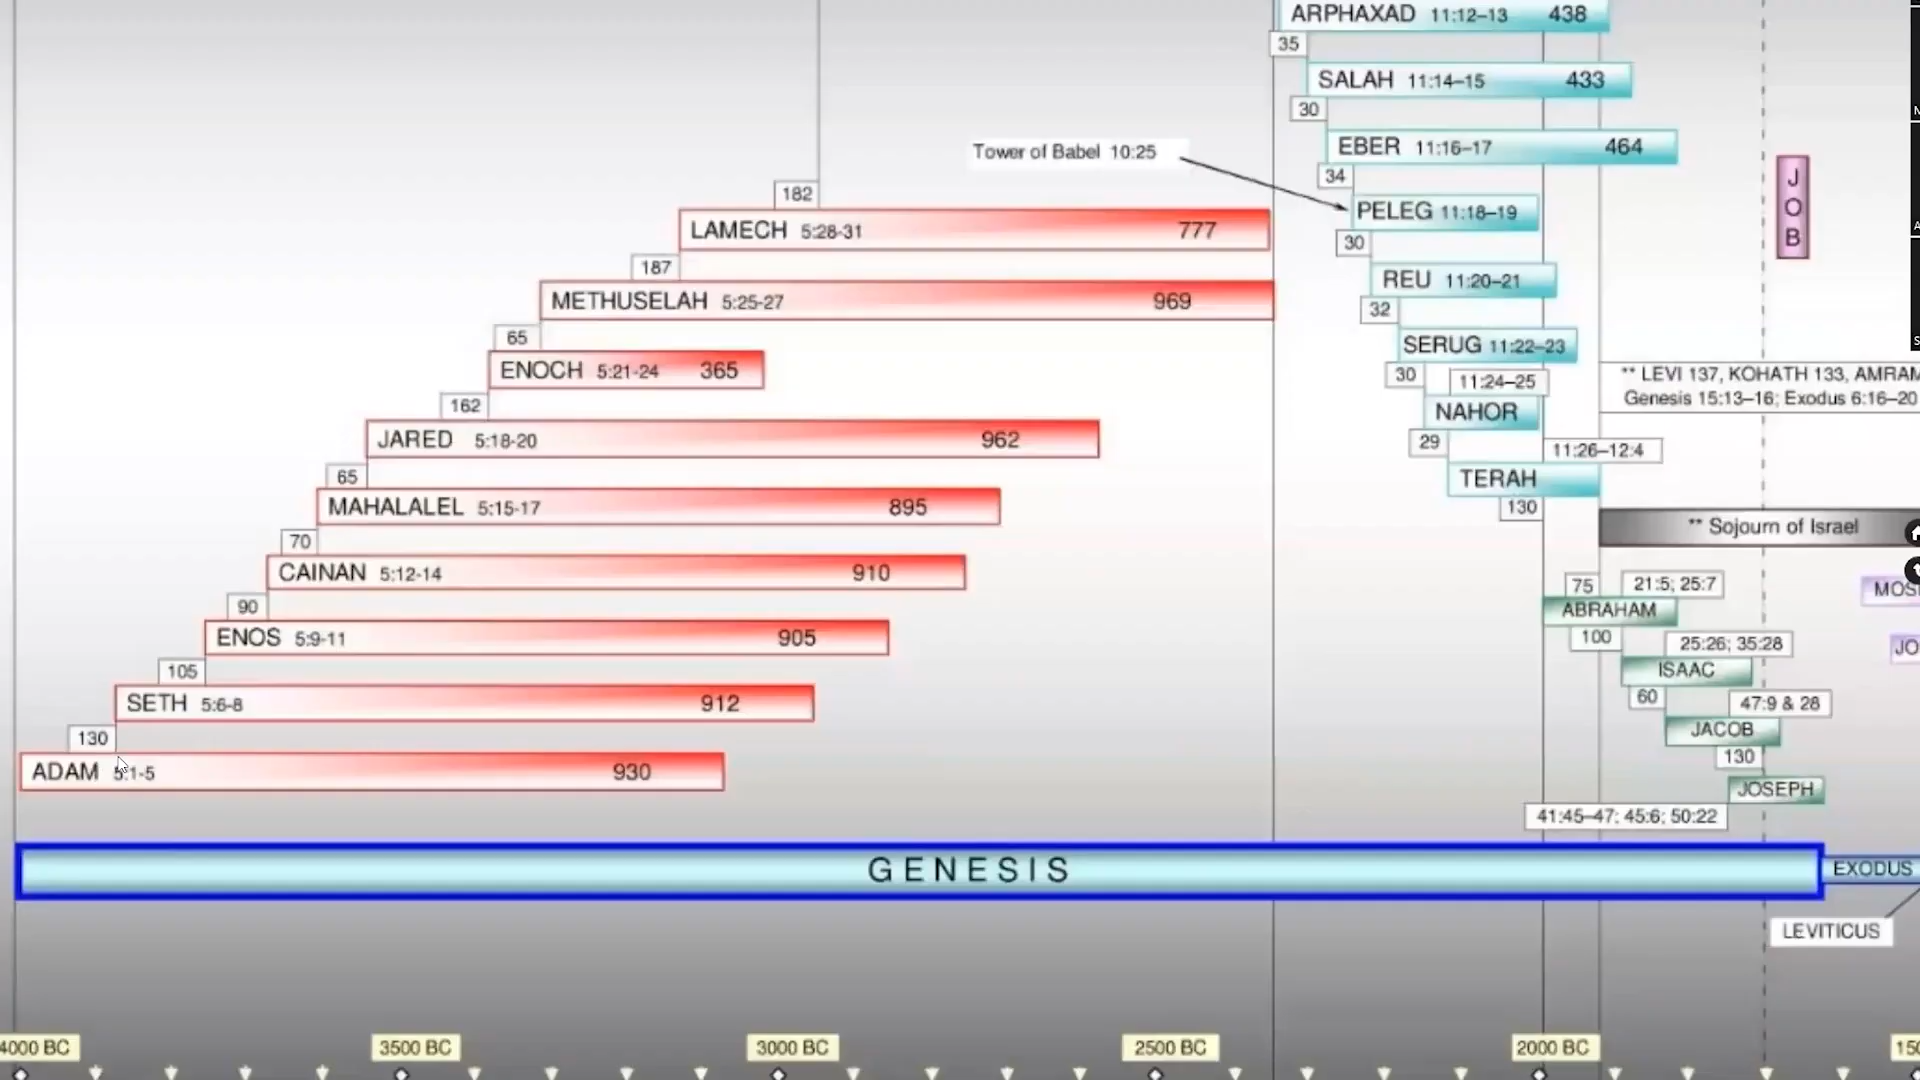 ARPHAXAD 11:12–13 438
35
SALAH 11:14–15 433
30
EBER 11:16–17 464
Tower of Babel 10:25
34
J
O
B
182
PELEG 11:18–19
LAMECH 5:28-31 777
30
187
REU 11:20–21
METHUSELAH 5:25-27 969
32
65
SERUG 11:22–23
ENOCH 5:21-24 365
30
11:24–25
** LEVI 137, KOHATH 133, AMRAM
Genesis 15:13–16; Exodus 6:16–20
162
NAHOR
JARED 5:18-20 962
29
11:26–12:4
65
TERAH
MAHALALEL 5:15-17 895
130
** Sojourn of Israel
70
CAINAN 5:12-14 910
75
21:5; 25:7
ABRAHAM
90
ENOS 5:9-11 905
100
25:26; 35:28
105
ISAAC
SETH 5:6-8 912
60
47:9 & 28
130
JACOB
130
ADAM 5:1-5 930
JOSEPH
41:45–47; 45:6; 50:22
GENESIS
EXODUS
LEVITICUS
4000 BC
3500 BC
3000 BC
2500 BC
2000 BC